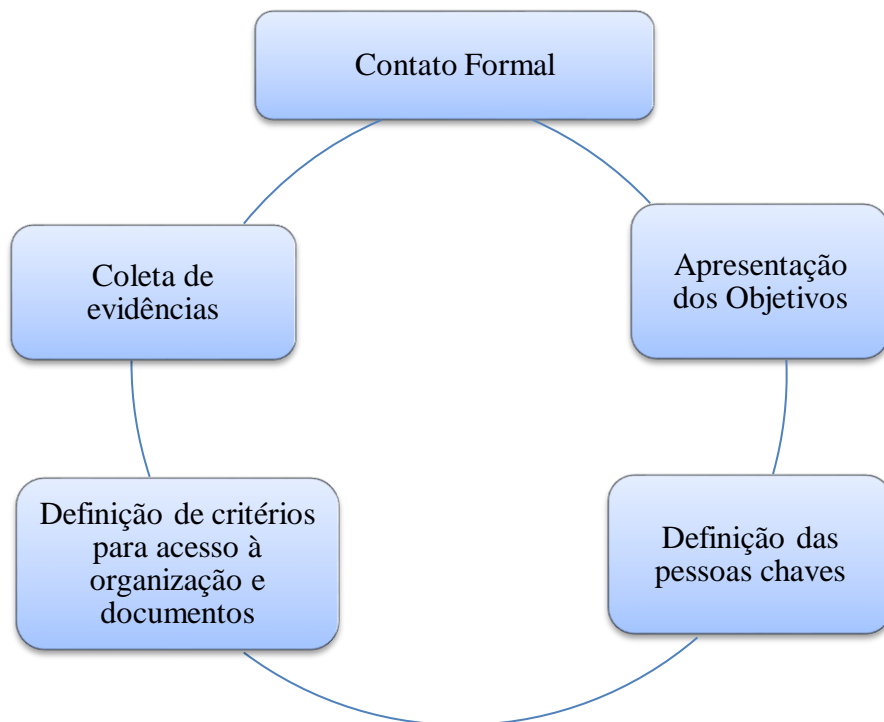 Contato Formal
Apresentação
dos Objetivos
Definição das
pessoas chaves
Definição de critérios
para acesso à
organização e
documentos
Coleta de
evidências